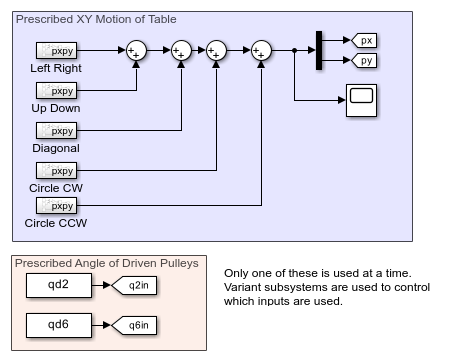 Prescribed XY Motion of Table
pxpy
Left Right
pxpy
Up Down
pxpy
Diagonal
pxpy
Circle CW
pxpy
Circle CCW
+
+
+
+
+
+
+
+
px
py
Prescribed Angle of Driven Pulleys
qd2
q2in
qd6
q6in
Only one of these is used at a time.
Variant subsystems are used to control
which inputs are used.